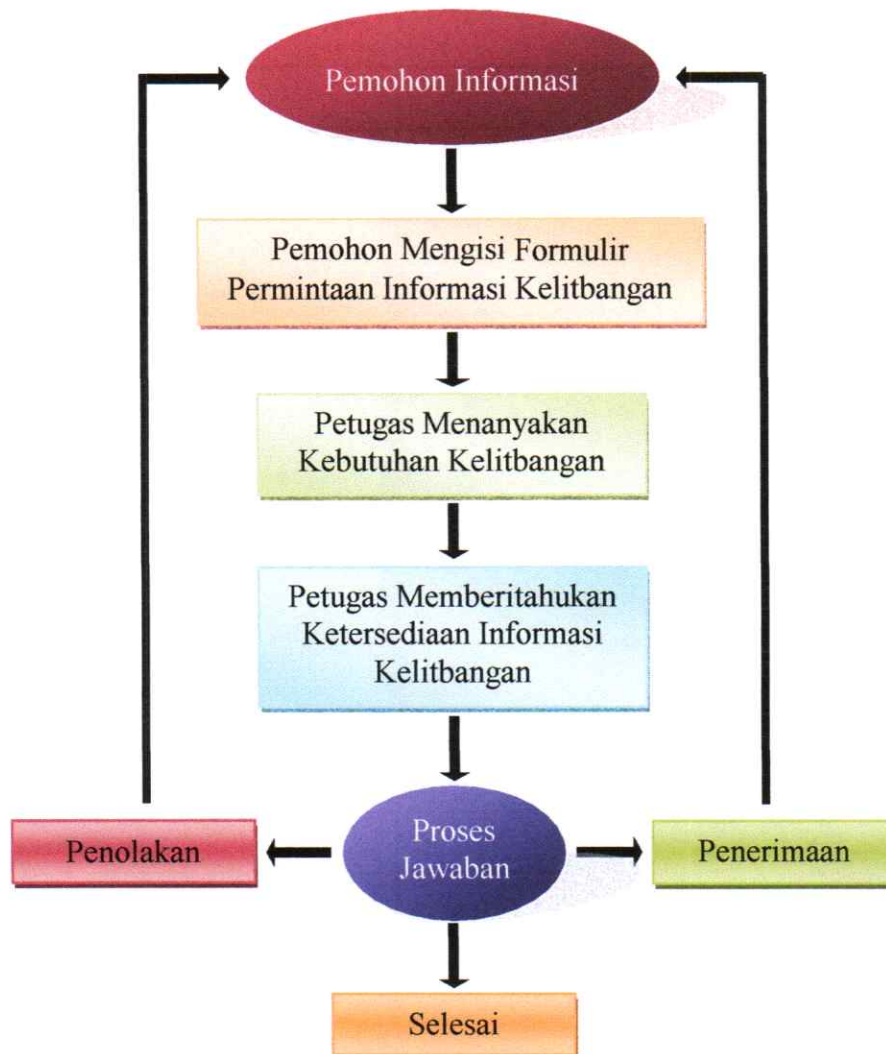 Pemohon Informasi
Pemohon Mengisi Formulir
Permintaan Informasi Kelitbangan
Petugas Menanyakan
Kebutuhan Kelitbangan
Petugas Memberitahukan
Ketersediaan Informasi
Kelitbangan
Penolakan
Proses
Jawaban
Penerimaan
Selesai